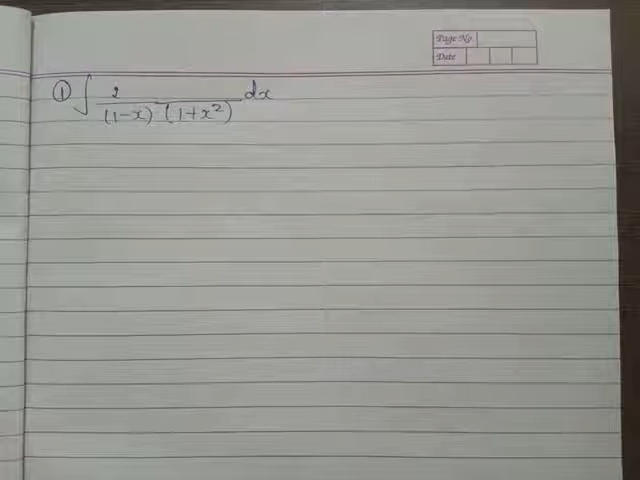 Page No
Date
① ∫ 2 / (1-x) (1+x²) dx